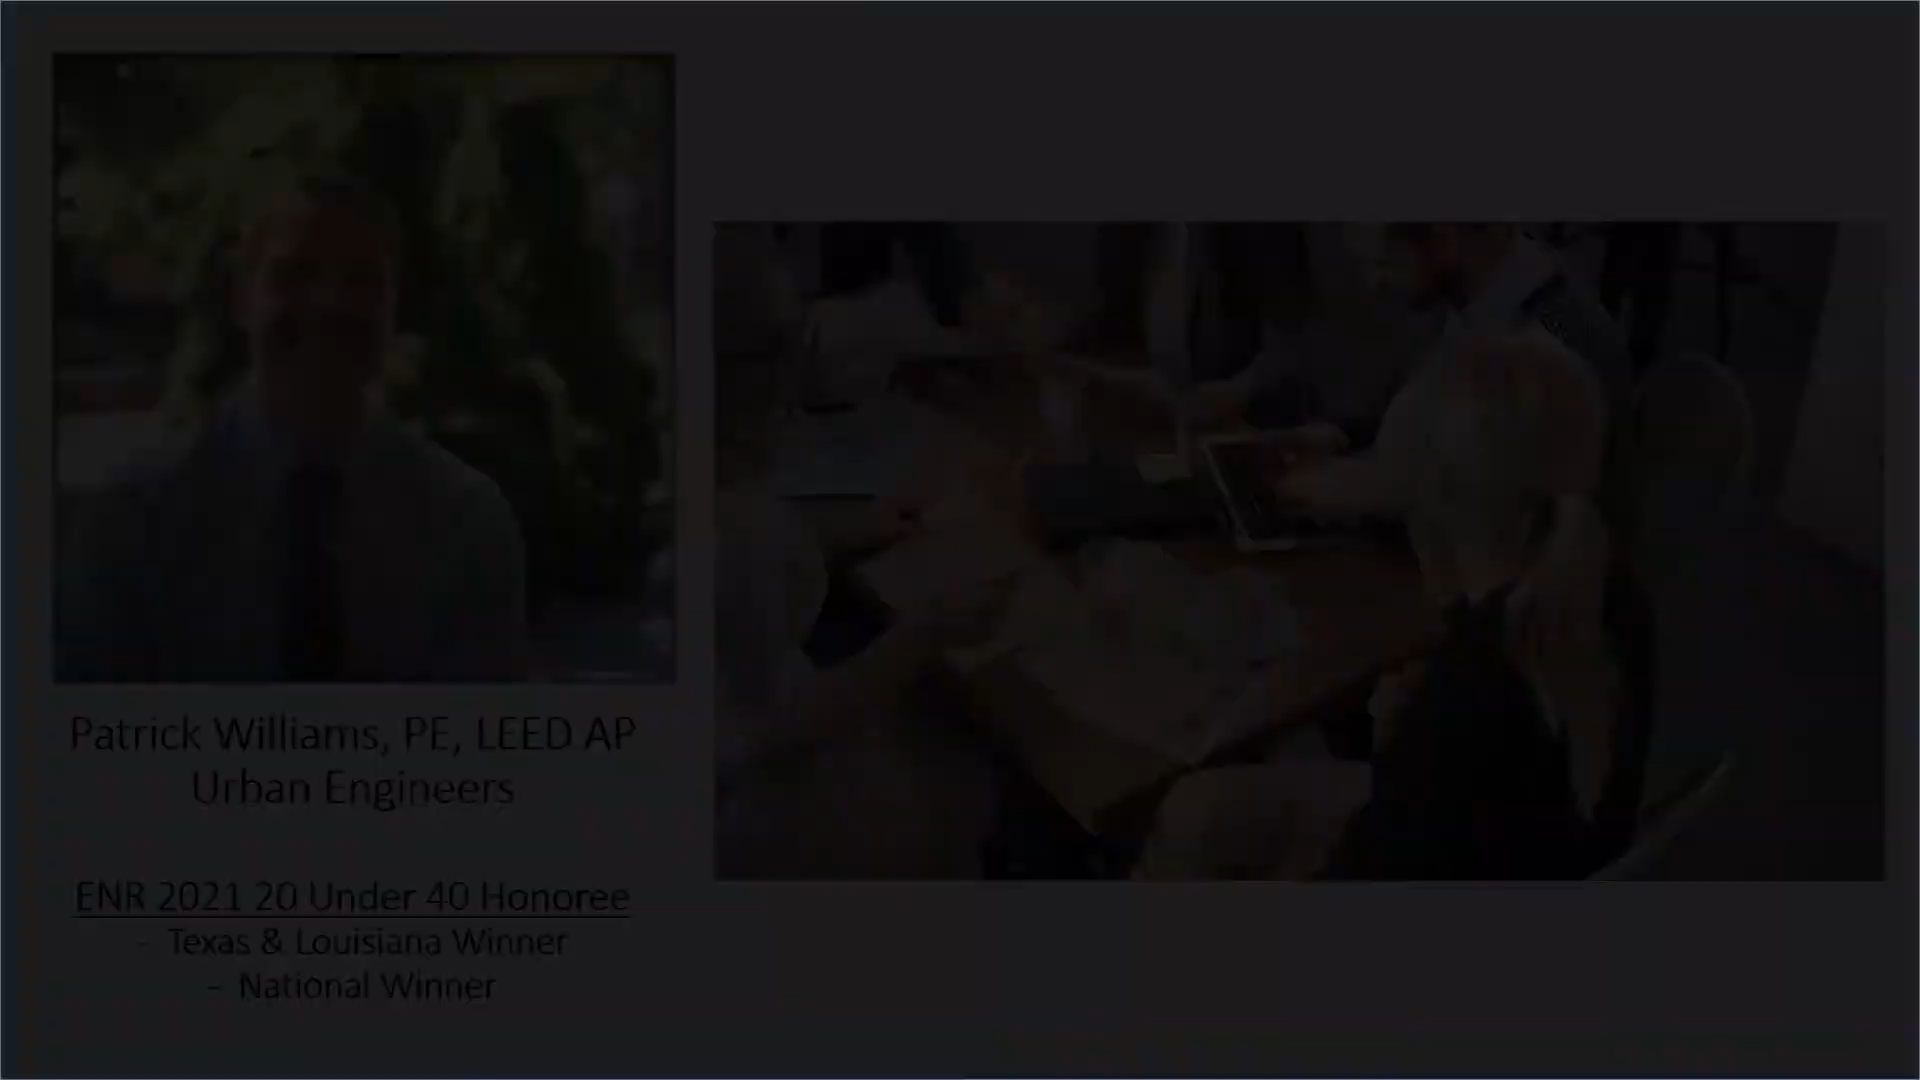 Patrick Williams, PE, LEED AP
Urban Engineers
ENR 2021 20 Under 40 Honoree
- Texas & Louisiana Winner
- National Winner